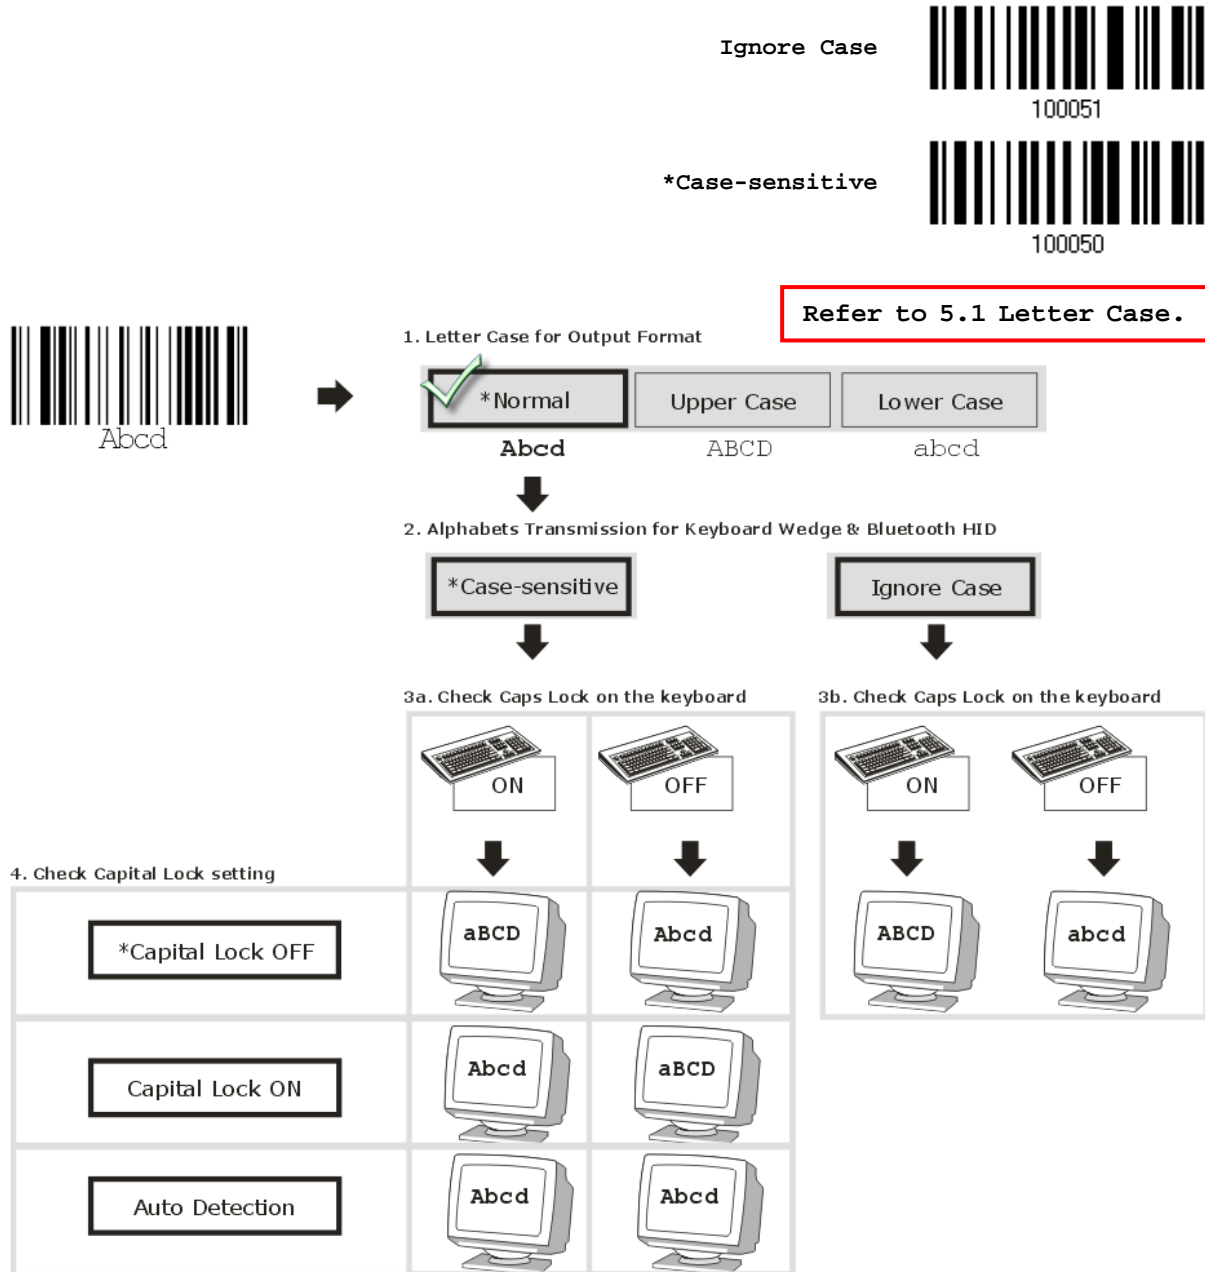 Ignore Case
100051
*Case-sensitive
100050
Refer to 5.1 Letter Case.
Abcd
1. Letter Case for Output Format
*Normal Upper Case Lower Case
Abcd ABCD abcd
2. Alphabets Transmission for Keyboard Wedge & Bluetooth HID
*Case-sensitive Ignore Case
3a. Check Caps Lock on the keyboard 3b. Check Caps Lock on the keyboard
ON OFF ON OFF
4. Check Capital Lock setting
*Capital Lock OFF aBCD Abcd ABCD abcd
Capital Lock ON Abcd aBCD
Auto Detection Abcd Abcd